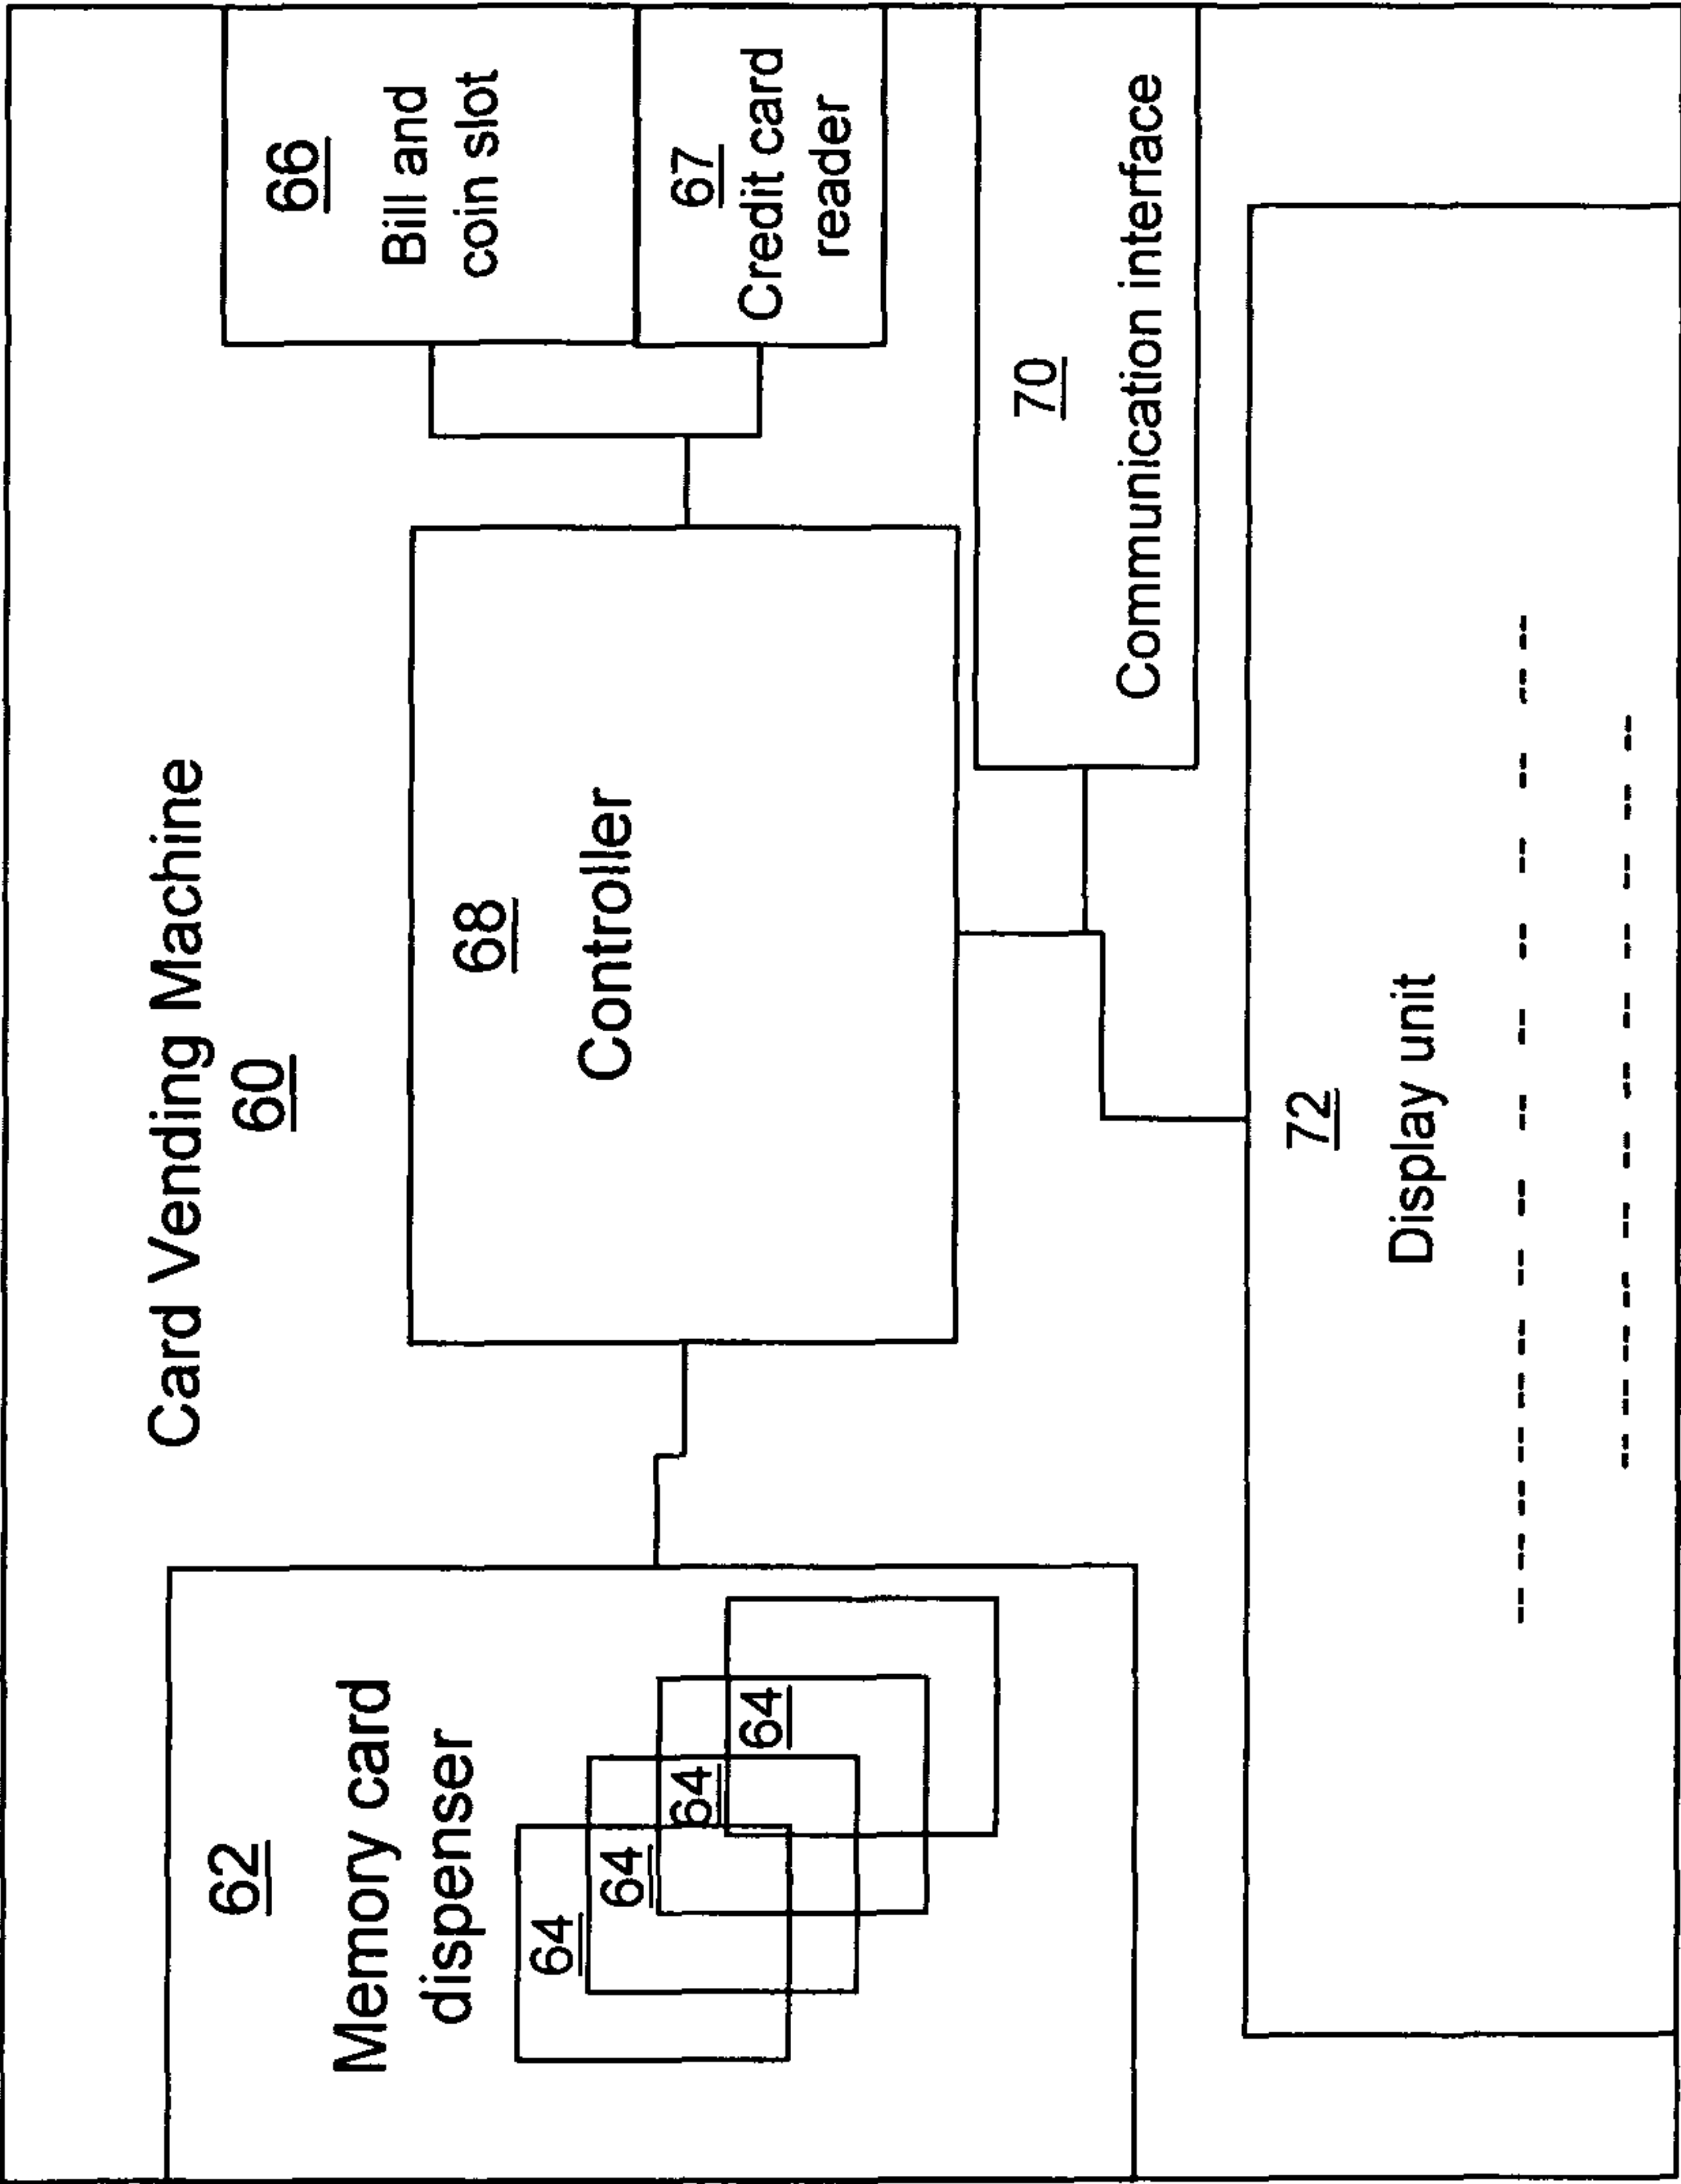 Card Vending Machine
60
62
Memory card
dispenser
64
64
64
64
68
Controller
66
Bill and
coin slot
67
Credit card
reader
70
Communication interface
72
Display unit